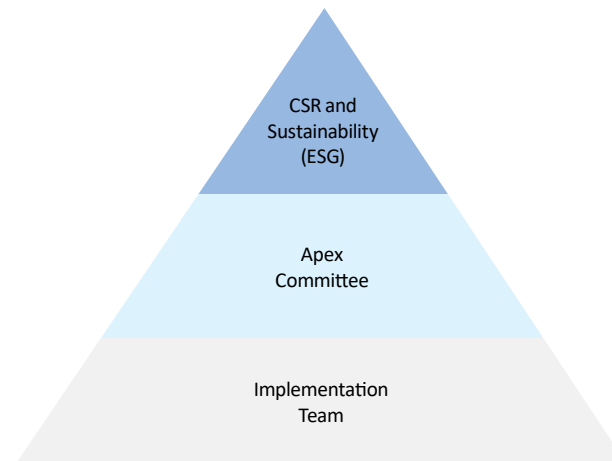 CSR and
Sustainability
(ESG)
Apex
Committee
Implementation
Team